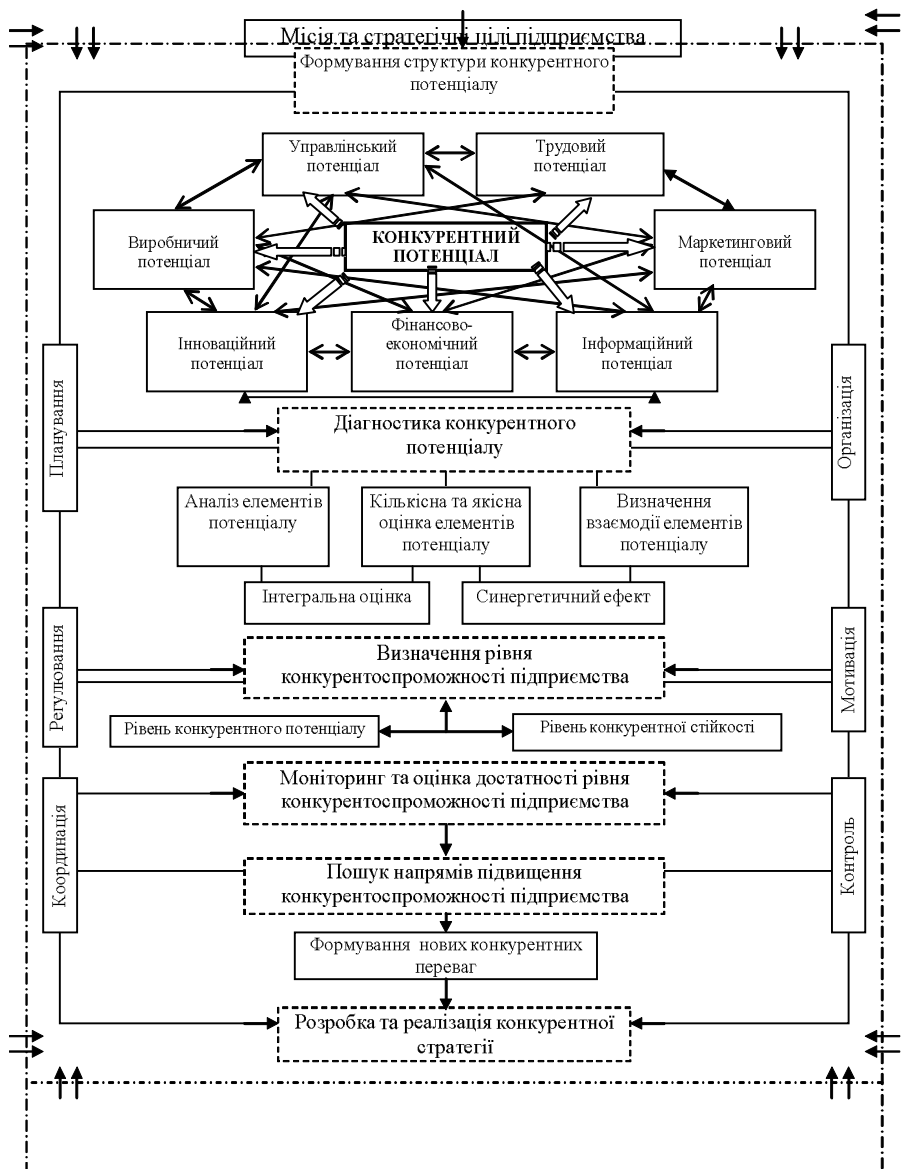 Місія та стратегічні цілі підприємства
Формування структури конкурентного
потенціалу
Управлінський
потенціал
Трудовий
потенціал
Виробничий
потенціал
КОНКУРЕНТНИЙ
ПОТЕНЦІАЛ
Маркетинговий
потенціал
Інноваційний
потенціал
Фінансово-
економічний
потенціал
Інформаційний
потенціал
Планування
Організація
Діагностика конкурентного
потенціалу
Аналіз елементів
потенціалу
Кількісна та якісна
оцінка елементів
потенціалу
Визначення
взаємодії елементів
потенціалу
Інтегральна оцінка
Синергетичний ефект
Регулювання
Мотивація
Визначення рівня
конкурентоспроможності підприємства
Рівень конкурентного потенціалу
Рівень конкурентної стійкості
Моніторинг та оцінка достатності рівня
конкурентоспроможності підприємства
Координація
Контроль
Пошук напрямів підвищення
конкурентоспроможності підприємства
Формування нових конкурентних
переваг
Розробка та реалізація конкурентної
стратегії